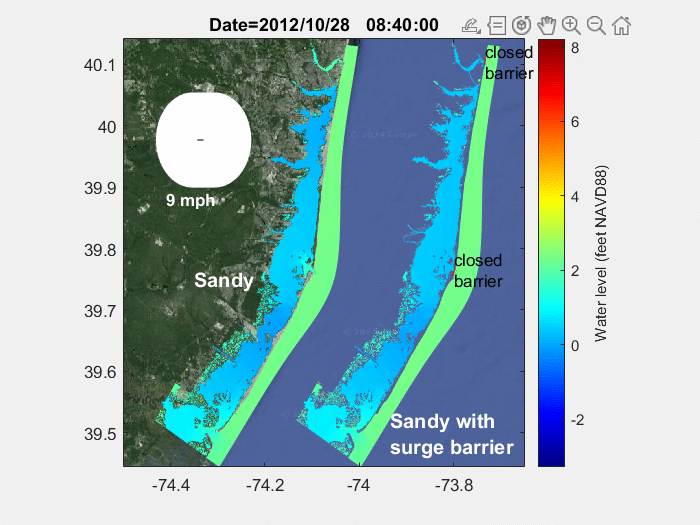 Date=2012/10/28   08:40:00
closed
barrier
40.1
40
39.9
39.8
39.7
39.6
39.5
9 mph
Sandy
closed
barrier
Sandy with
surge barrier
-74.4
-74.2
-74
-73.8
8
6
4
2
0
-2
Water level (feet NAVD88)